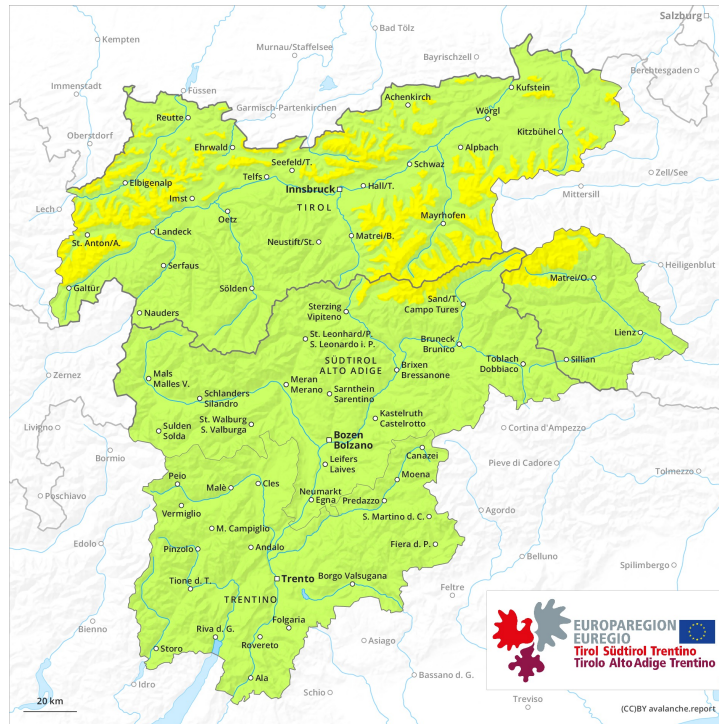 Salzburg
Kempten
Bad Tölz
Murnau/Staffelsee
Bayrischzell
Berchtesgaden
Immenstadt
Füssen
Achenkirch
Kufstein
Garmisch-Partenkirchen
Reutte
Wörgl
Oberstdorf
Ehrwald
Kitzbühel
Seefeld/T.
Alpbach
Schwaz
Telfs
Zell/See
Elbigenalp
Innsbruck
Hall/T.
Mittersill
Lech
Imst
TIROL
Oetz
Mayrhofen
St. Anton/A.
Landeck
Neustift/St.
Matrei/B.
Heiligenblut
Serfaus
Matrei/O.
Galtür
Sölden
Sand/T.
Campo Tures
Nauders
Sterzing
Vipiteno
Lienz
St. Leonhard/P.
S. Leonardo i. P.
Bruneck
Brunico
SÜDTIROL
ALTO ADIGE
Toblach
Dobbiaco
Sillian
Zernez
Mals
Malles V.
Meran
Merano
Brixen
Bressanone
Schlanders
Silandro
Sarnthein
Sarentino
Kastelruth
Castelrotto
Livigno
Sulden
Solda
St. Walburg
S. Valburga
Cortina d'Ampezzo
Bozen
Bolzano
Bormio
Canazei
Pieve di Cadore
Leifers
Laives
Tolmezzo
Peio
Moena
Poschiavo
Malè
Cles
Neumarkt
Egna
Predazzo
Vermiglio
Agordo
S. Martino d. C.
M. Campiglio
Edolo
Pinzolo
Andalo
Fiera d. P.
Belluno
Spilimbergo
Trento
Borgo Valsugana
Tione d. T.
Feltre
TRENTINO
Folgaria
Bienno
Riva d. G.
Rovereto
Asiago
Storo
Ala
Bassano d. G.
Idro
Schio
Treviso
EUROPAREGION
EUREGIO
Tirol Südtirol Trentino
Tirolo Alto Adige Trentino
20 km
(CC)BY avalanche.report